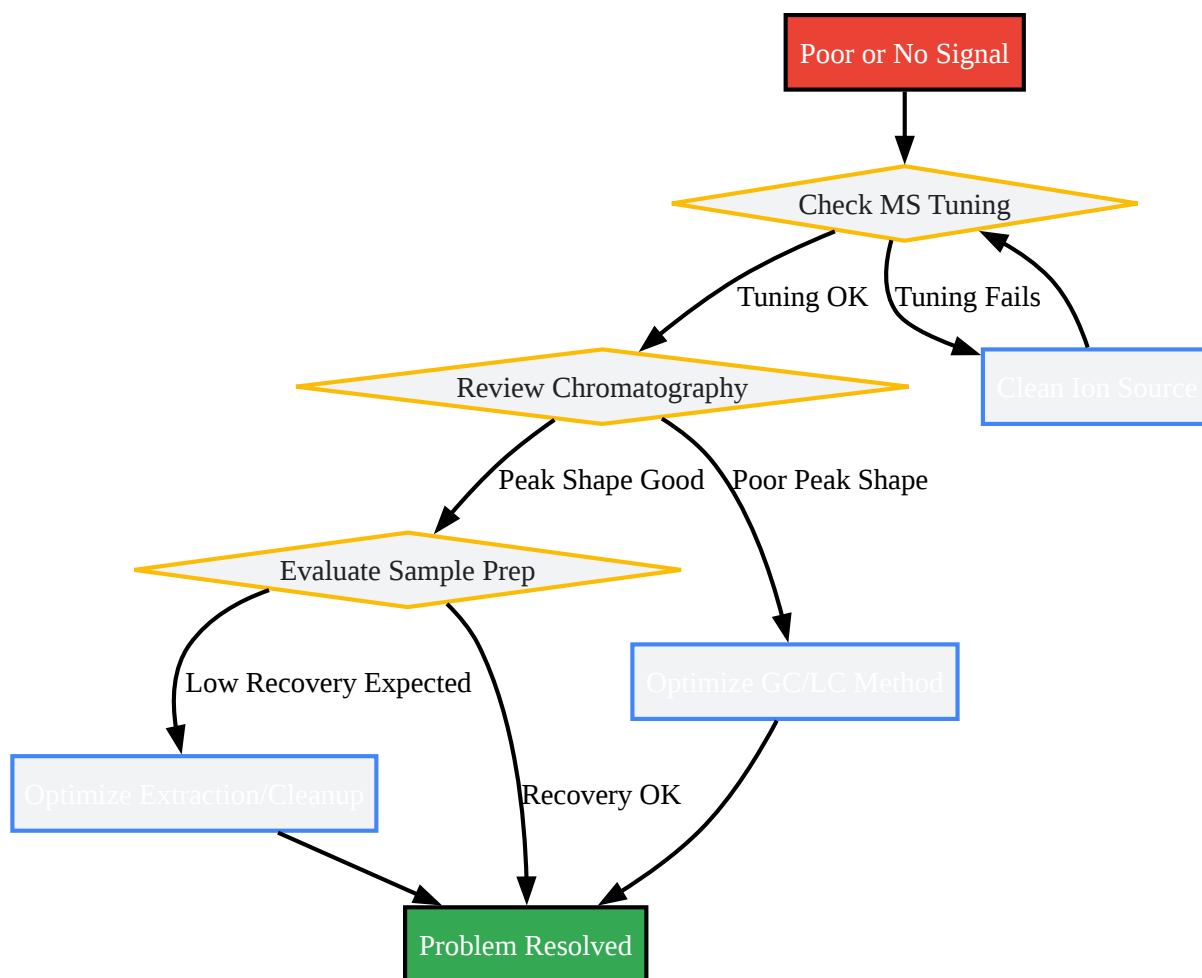 Poor or No Signal
Check MS Tuning
Tuning OK
Tuning Fails
Review Chromatography
Clean Ion Source
Peak Shape Good
Poor Peak Shape
Evaluate Sample Prep
Low Recovery Expected
Optimize GC/LC Method
Optimize Extraction/Cleanup
Recovery OK
Problem Resolved